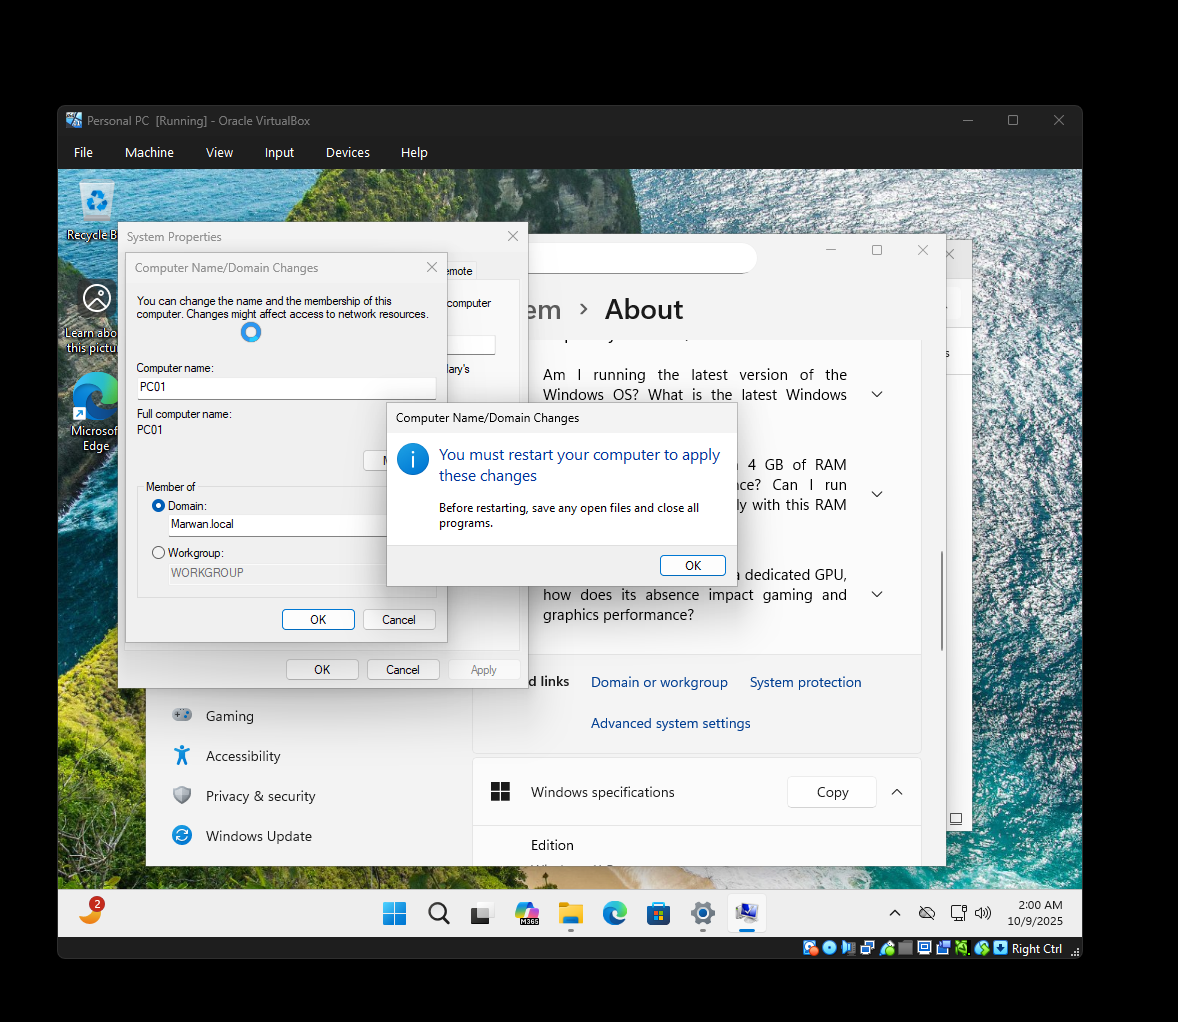 Personal PC [Running] - Oracle VirtualBox
File Machine View Input Devices Help
Recycle B
Learn abo
this pictu
Microsof
Edge
System Properties
emote
computer
lary's
Computer Name/Domain Changes
You can change the name and the membership of this
computer. Changes might affect access to network resources.
Computer name:
PC01
Full computer name:
PC01
Member of
Domain:
Marwan.local
Workgroup:
WORKGROUP
OK Cancel
OK Cancel Apply
Computer Name/Domain Changes
You must restart your computer to apply
these changes
Before restarting, save any open files and close all
programs.
OK
em > About
Am I running the latest version of the
Windows OS? What is the latest Windows
4 GB of RAM
nce? Can I run
ly with this RAM
a dedicated GPU,
how does its absence impact gaming and
graphics performance?
d links Domain or workgroup System protection
Advanced system settings
Gaming
Accessibility
Privacy & security
Windows Update
Windows specifications Copy
Edition
2
M365
2:00 AM
10/9/2025
Right Ctrl